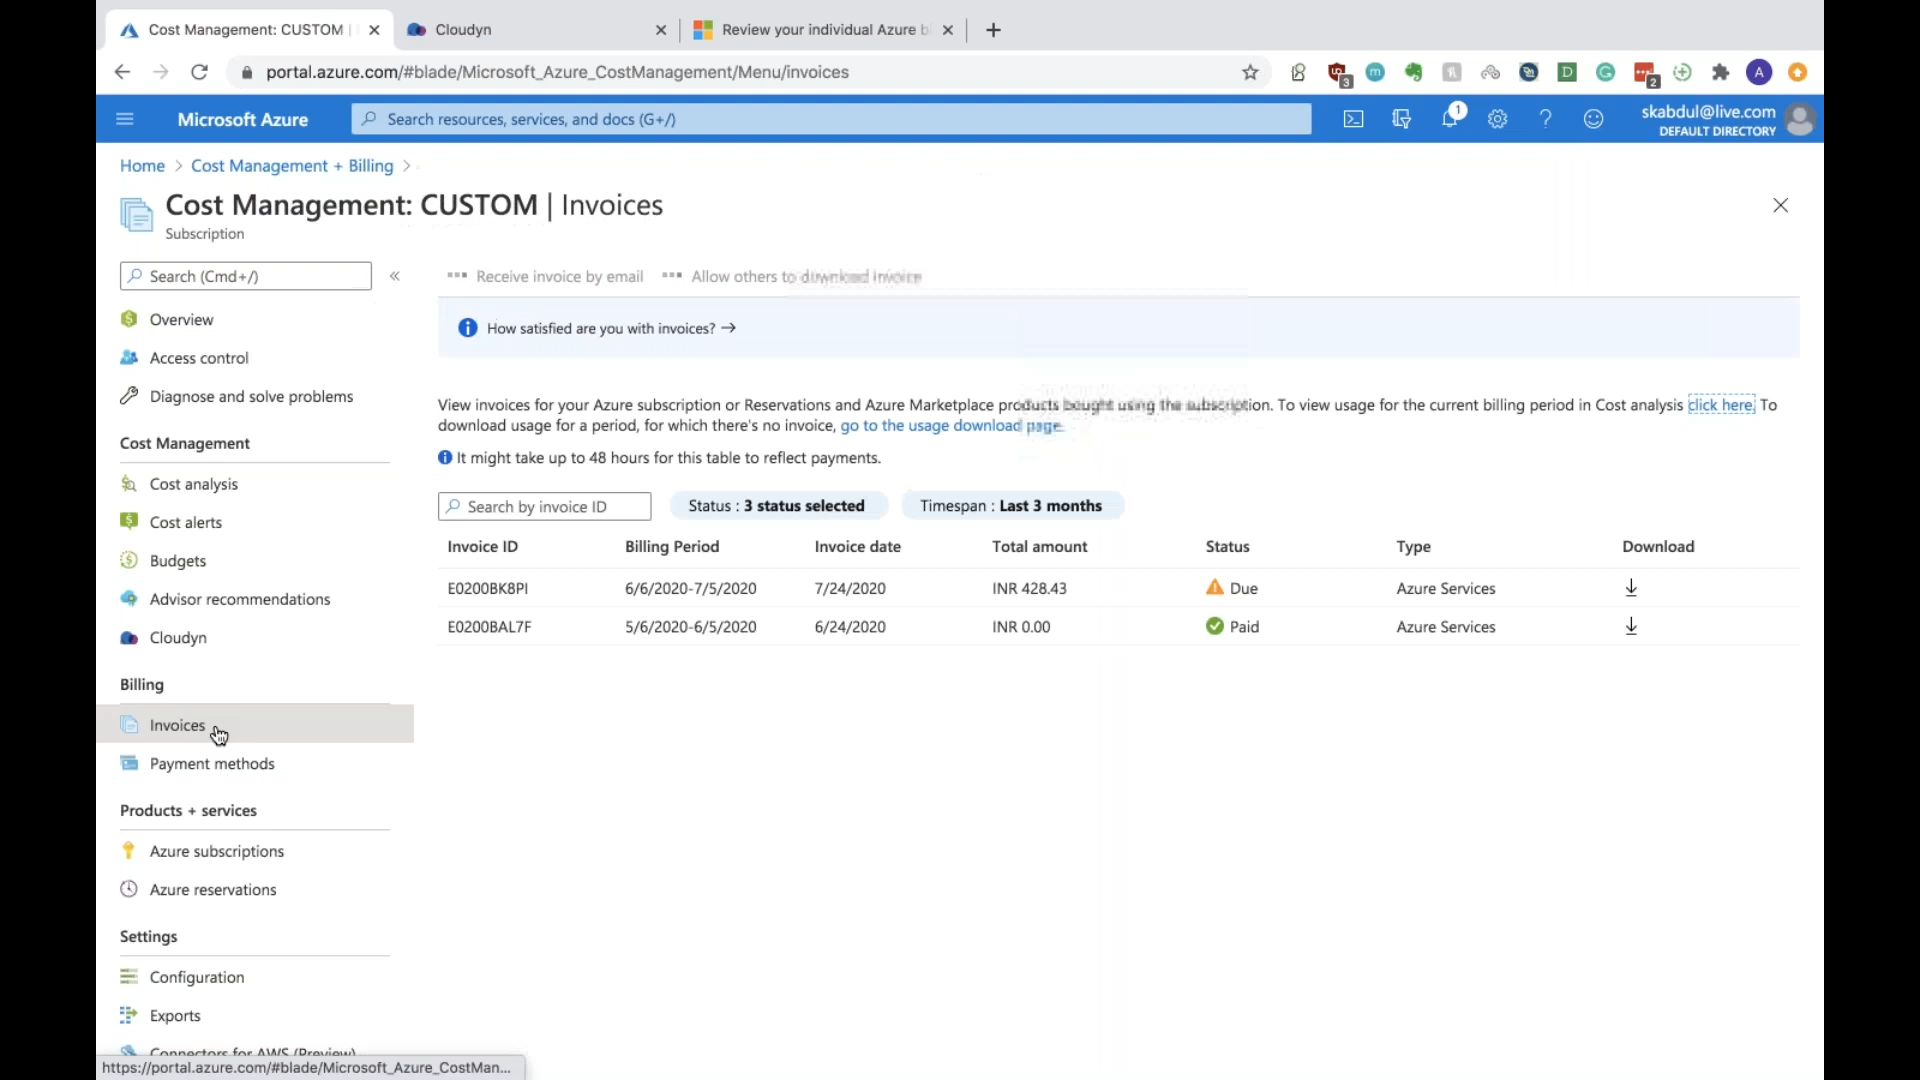 Cost Management: CUSTOM |
Cloudyn
Review your individual Azure b
portal.azure.com/#blade/Microsoft_Azure_CostManagement/Menu/invoices
3
m
D
2
A
Microsoft Azure
Search resources, services, and docs (G+/)
1
skabdul@live.com
DEFAULT DIRECTORY
Home > Cost Management + Billing >
Cost Management: CUSTOM | Invoices
Subscription
Search (Cmd+/)
«
Receive invoice by email
Allow others to download invoice
Overview
How satisfied are you with invoices? →
Access control
Diagnose and solve problems
View invoices for your Azure subscription or Reservations and Azure Marketplace products bought using the subscription. To view usage for the current billing period in Cost analysis click here. To
download usage for a period, for which there's no invoice, go to the usage download page.
It might take up to 48 hours for this table to reflect payments.
Cost Management
Cost analysis
Cost alerts
Budgets
Advisor recommendations
Cloudyn
Search by invoice ID
Status : 3 status selected
Timespan : Last 3 months
Invoice ID Billing Period Invoice date Total amount Status Type Download
E0200BK8PI 6/6/2020-7/5/2020 7/24/2020 INR 428.43 Due Azure Services
E0200BAL7F 5/6/2020-6/5/2020 6/24/2020 INR 0.00 Paid Azure Services
Billing
Invoices
Payment methods
Products + services
Azure subscriptions
Azure reservations
Settings
Configuration
Exports
Connectors for AWS (Preview)
https://portal.azure.com/#blade/Microsoft_Azure_CostMan...